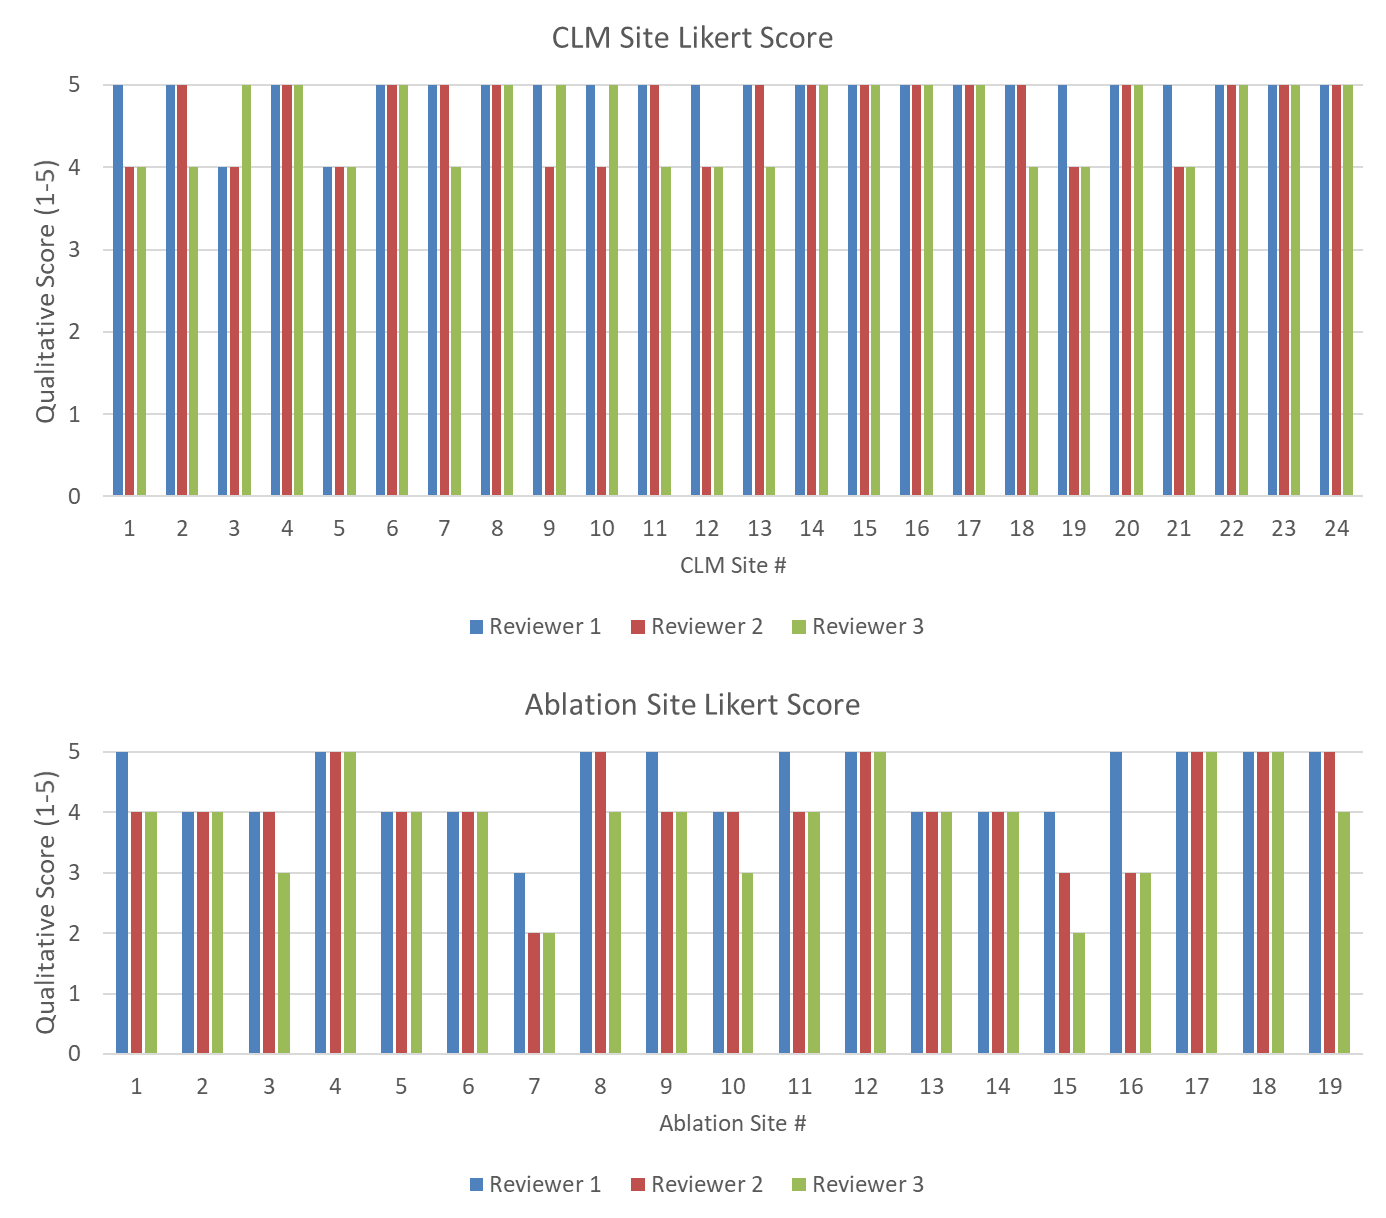 CLM Site Likert Score
Qualitative Score (1-5)
5
4
3
2
1
0
1 2 3 4 5 6 7 8 9 10 11 12 13 14 15 16 17 18 19 20 21 22 23 24
CLM Site #
Reviewer 1 Reviewer 2 Reviewer 3
Ablation Site Likert Score
Qualitative Score (1-5)
5
4
3
2
1
0
1 2 3 4 5 6 7 8 9 10 11 12 13 14 15 16 17 18 19
Ablation Site #
Reviewer 1 Reviewer 2 Reviewer 3